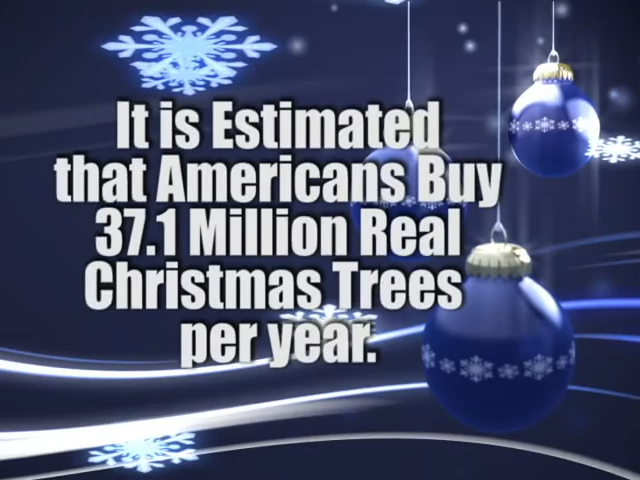 It is Estimated
that Americans Buy
37.1 Million Real
Christmas Trees
per year.